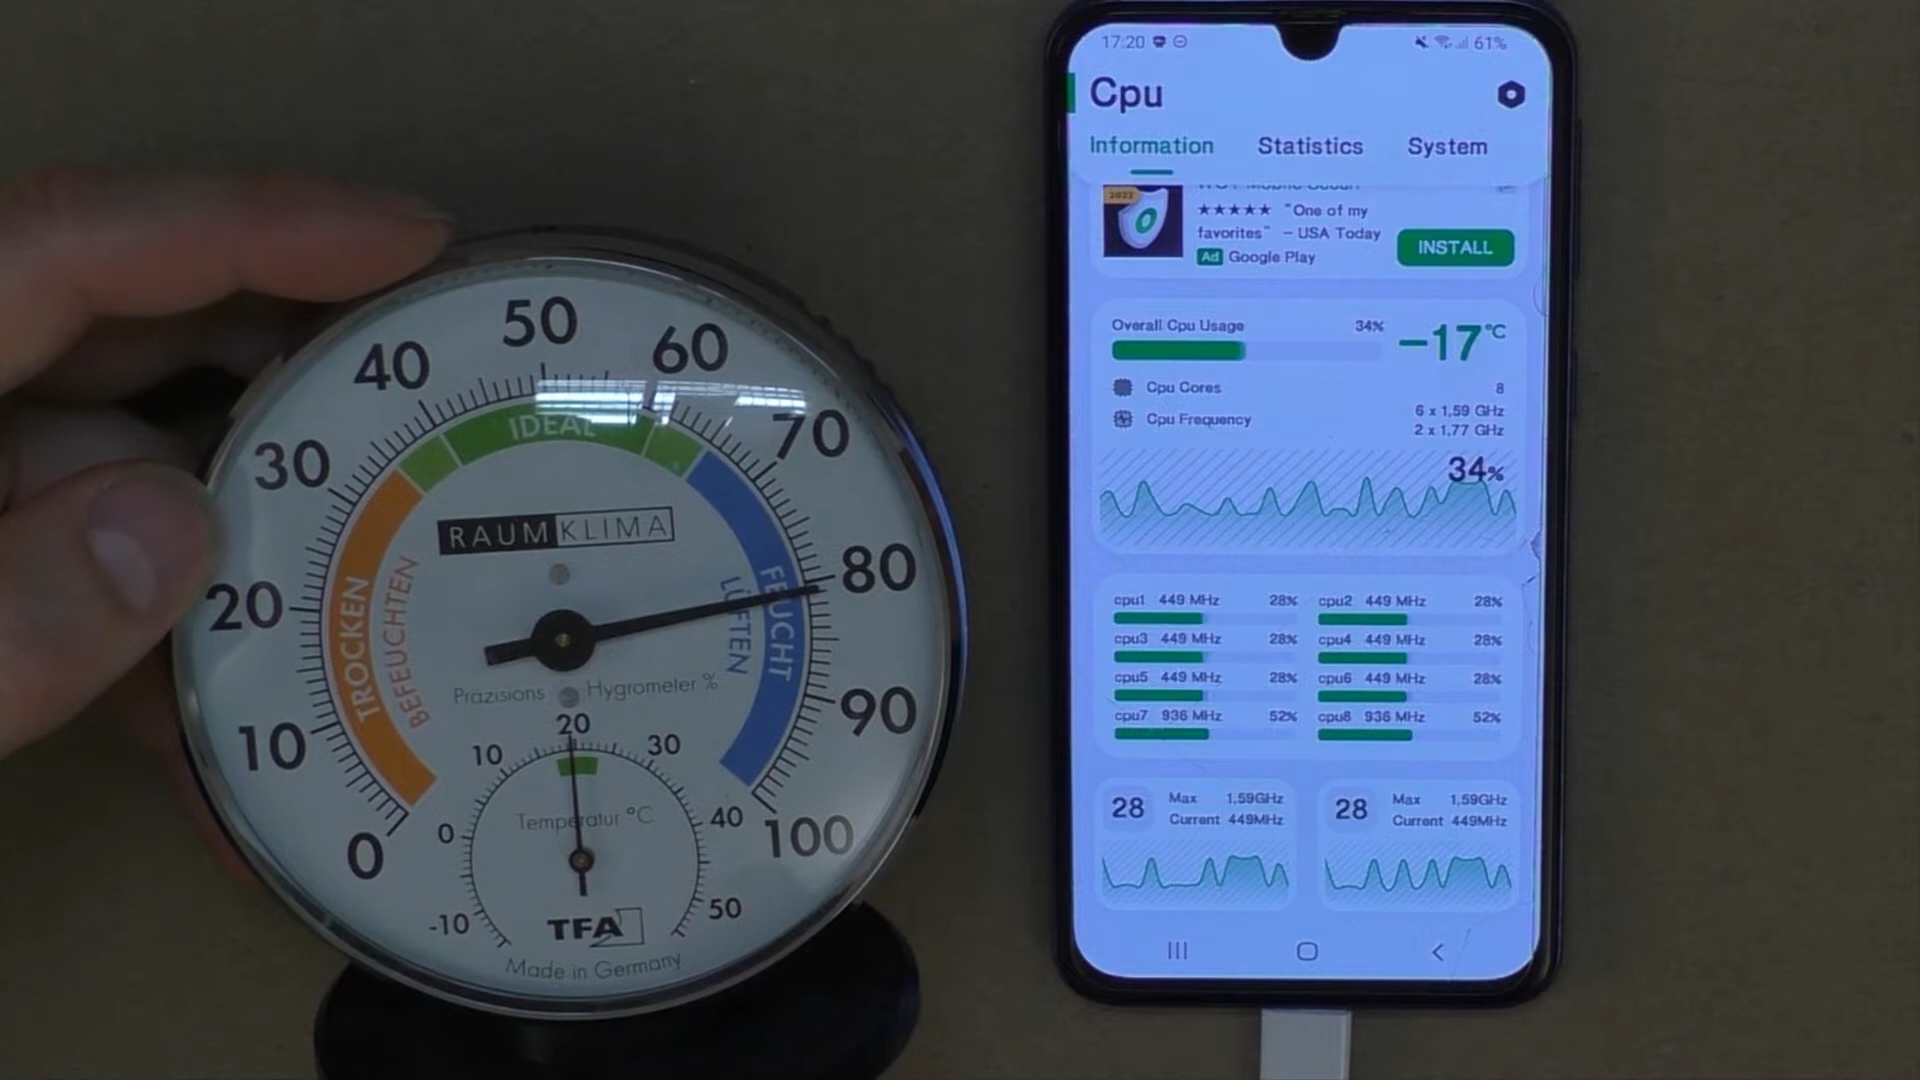 50
40
60
30
70
20
80
10
90
0
100
IDEAL
TROCKEN
BEFEUCHTEN
FEUCHT
LÜFTEN
RAUMKLIMA
Präzisions Hygrometer %
20
10
30
0
40
-10
50
Temperatur °C
TFA
Made in Germany
17:20
61%
Cpu
Information Statistics System
2022
★★★★★ "One of my
favorites" – USA Today
Ad Google Play
INSTALL
Overall Cpu Usage 34%
–17°C
Cpu Cores 8
Cpu Frequency 6 x 1,59 GHz
2 x 1,77 GHz
34%
cpu1 449 MHz 28% cpu2 449 MHz 28%
cpu3 449 MHz 28% cpu4 449 MHz 28%
cpu5 449 MHz 28% cpu6 449 MHz 28%
cpu7 936 MHz 52% cpu8 936 MHz 52%
28 Max 1,59GHz
Current 449MHz
28 Max 1,59GHz
Current 449MHz